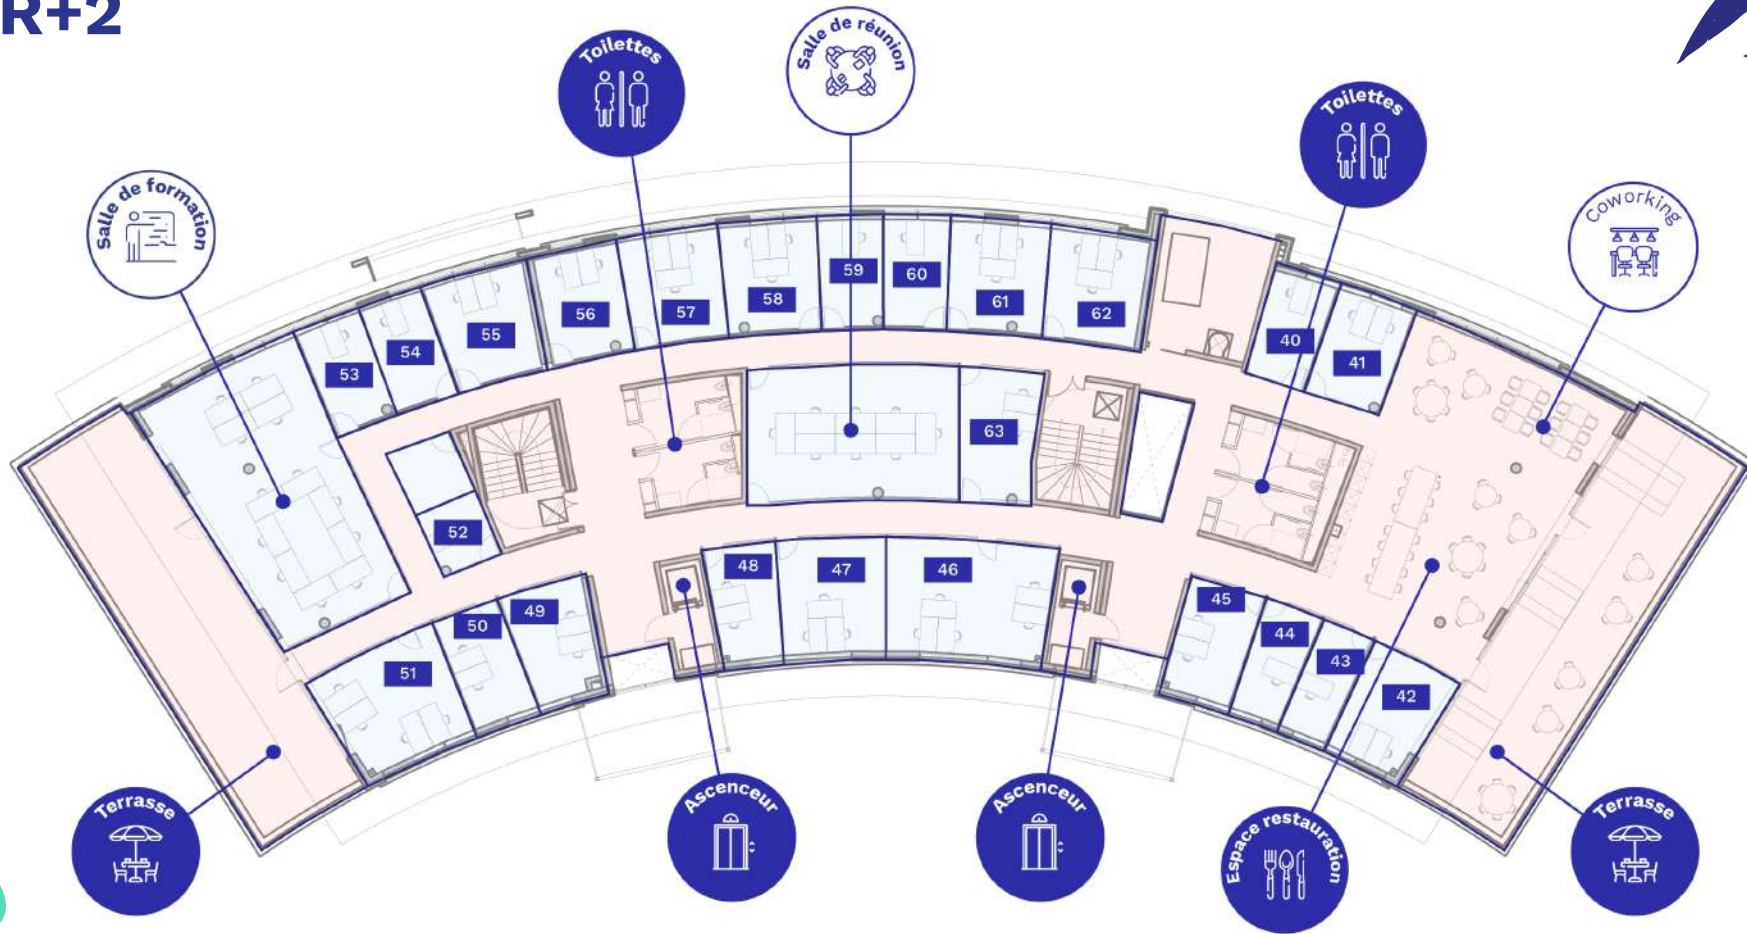 R+2
Salle de réunion
Toilettes
Toilettes
Salle de formation
Coworking
59
60
58
61
57
62
56
55
40
54
41
53
63
52
48
47
46
45
49
50
44
43
51
42
Terrasse
Ascenceur
Ascenceur
Espace restauration
Terrasse